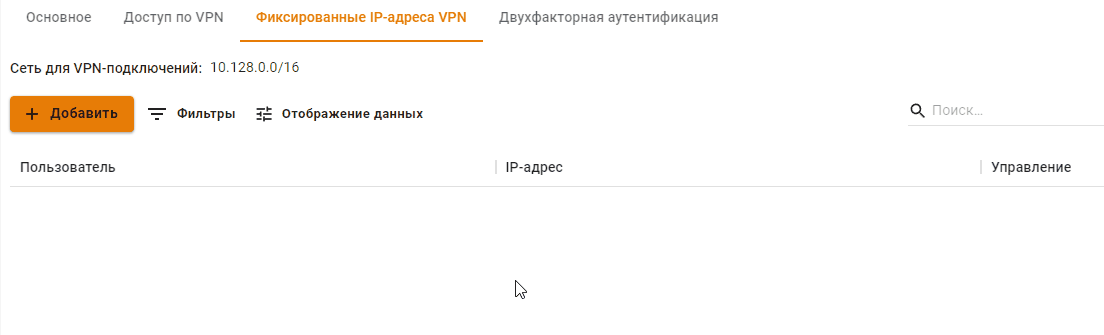 Основное Доступ по VPN Фиксированные IP-адреса VPN Двухфакторная аутентификация
Сеть для VPN-подключений: 10.128.0.0/16
+ Добавить Фильтры Отображение данных Поиск...
Пользователь IP-адрес Управление